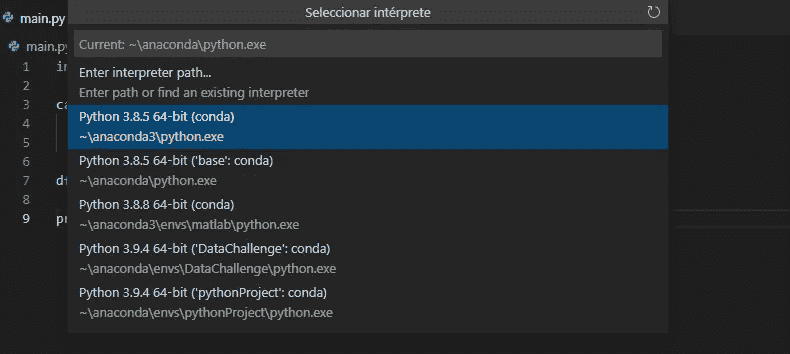 Seleccionar intérprete
main.py
Current: ~\anaconda\python.exe
main.py
Enter interpreter path...
Enter path or find an existing interpreter
Python 3.8.5 64-bit (conda)
~\anaconda3\python.exe
Python 3.8.5 64-bit ('base': conda)
~\anaconda\python.exe
Python 3.8.8 64-bit (conda)
~\anaconda3\envs\matlab\python.exe
Python 3.9.4 64-bit ('DataChallenge': conda)
~\anaconda\envs\DataChallenge\python.exe
Python 3.9.4 64-bit ('pythonProject': conda)
~\anaconda\envs\pythonProject\python.exe
1
2
3
4
5
6
7
8
9